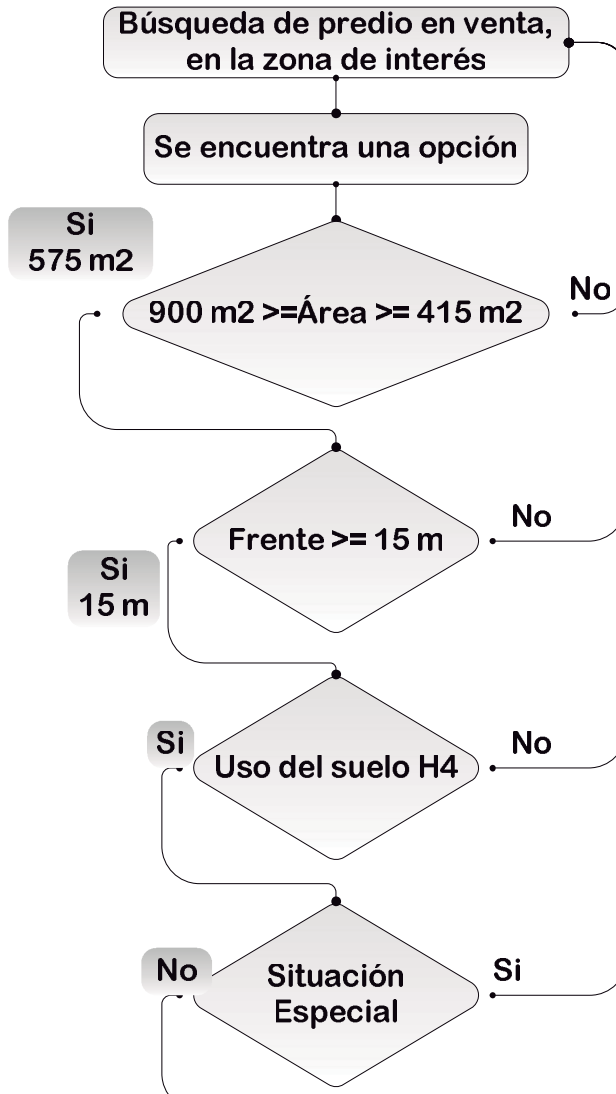 Búsqueda de predio en venta,
en la zona de interés
Se encuentra una opción
Si
575 m2
900 m2 >=Área >= 415 m2
No
Frente >= 15 m
No
Si
15 m
Si
Uso del suelo H4
No
No
Situación
Especial
Si